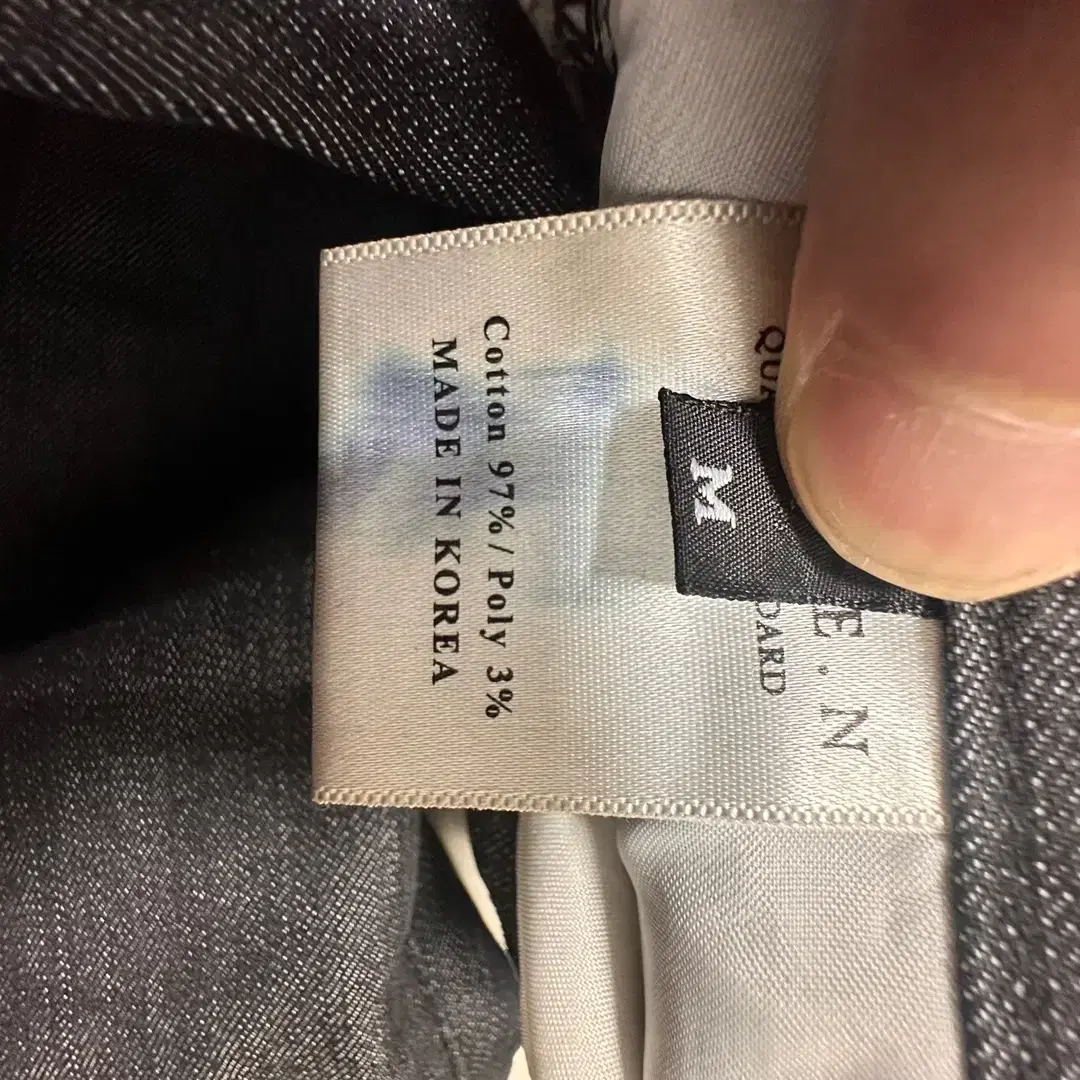 M
E . N
Cotton 97% / Poly 3%
MADE IN KOREA